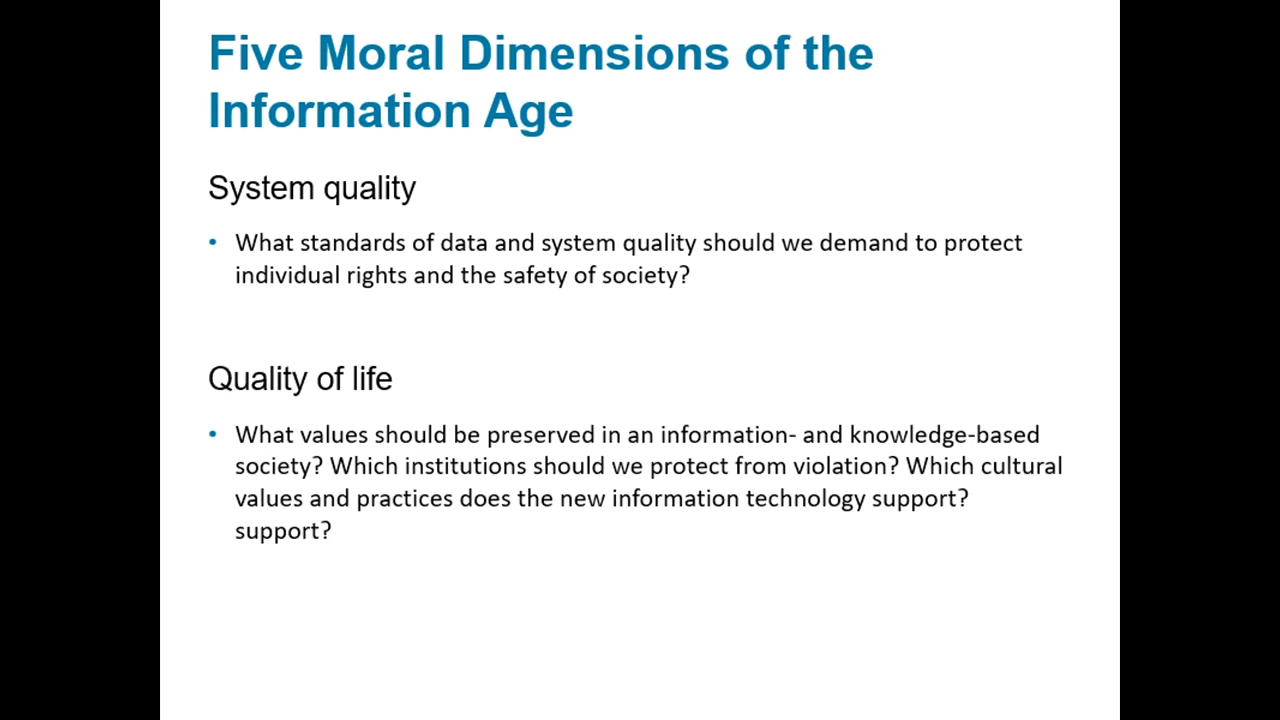 Five Moral Dimensions of the
Information Age
System quality
• What standards of data and system quality should we demand to protect
individual rights and the safety of society?
Quality of life
• What values should be preserved in an information- and knowledge-based
society? Which institutions should we protect from violation? Which cultural
values and practices does the new information technology support?
support?